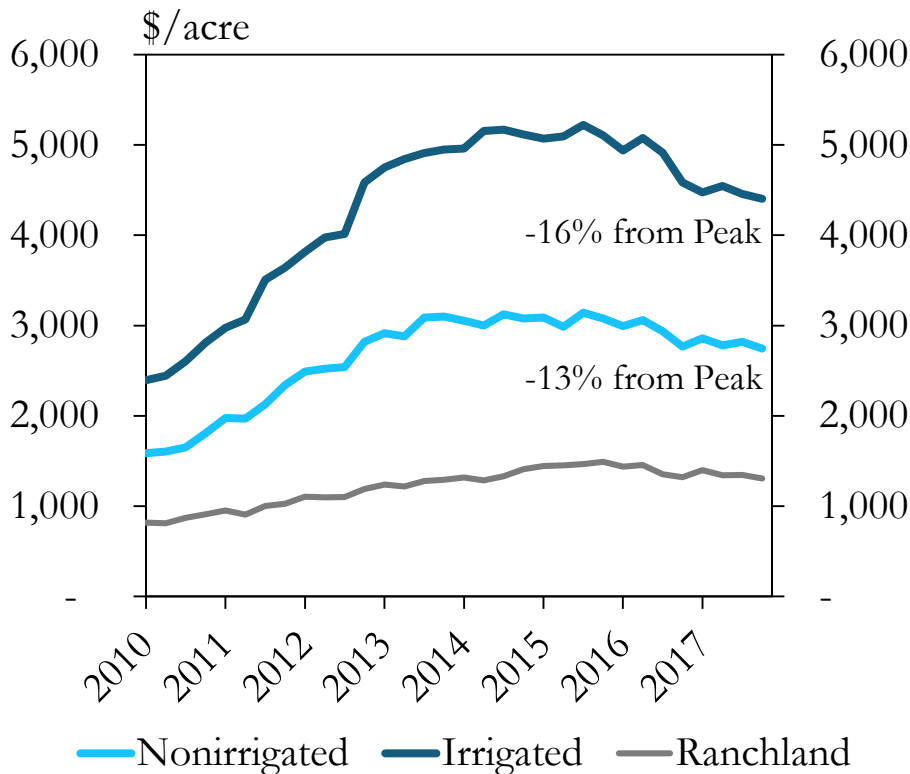 $/acre
6,000 6,000
5,000 5,000
4,000 4,000
-16% from Peak
3,000 3,000
-13% from Peak
2,000 2,000
1,000 1,000
- -
2010 2011 2012 2013 2014 2015 2016 2017
Nonirrigated Irrigated Ranchland